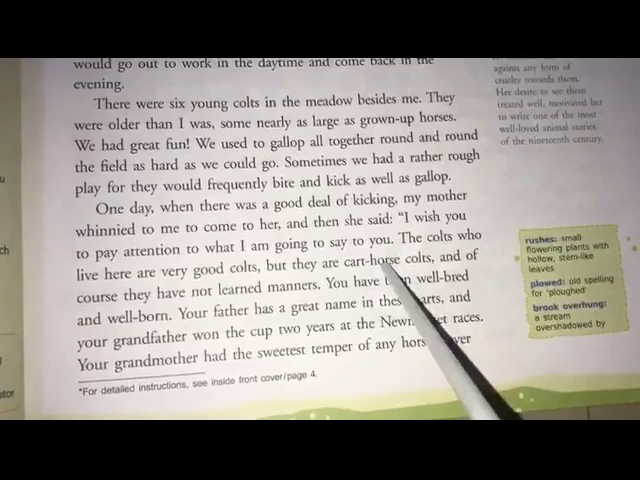 would go out to work in the daytime and come back in the
evening.
There were six young colts in the meadow besides me. They
were older than I was, some nearly as large as grown-up horses.
We had great fun! We used to gallop all together round and round
the field as hard as we could go. Sometimes we had a rather rough
play for they would frequently bite and kick as well as gallop.
One day, when there was a good deal of kicking, my mother
whinnied to me to come to her, and then she said: “I wish you
to pay attention to what I am going to say to you. The colts who
live here are very good colts, but they are cart-horse colts, and of
course they have not learned manners. You have well-bred
and well-born. Your father has a great name in and
your grandfather won the cup two years at the races.
Your grandmother had the sweetest temper of any
*For detailed instructions, see inside front cover/page 4.
against any form of
cruelty towards them.
Her desire to see them
treated well, motivated her
to write one of the most
well-loved animal stories
of the nineteenth century.
rushes: small
flowering plants with
hollow, stem-like
leaves
plowed: old spelling
for 'ploughed'
brook overhung:
a stream
overshadowed by